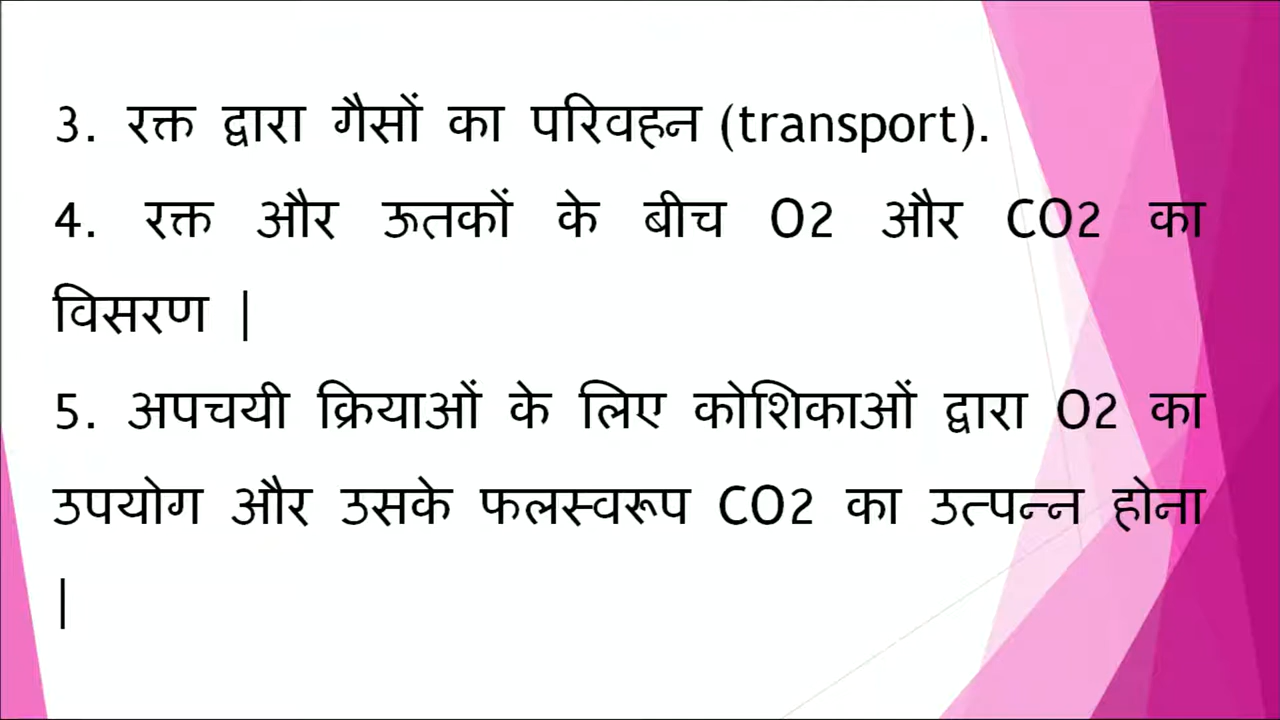 3. रक्त द्वारा गैसों का परिवहन (transport).
4. रक्त और ऊतकों के बीच O2 और CO2 का
विसरण |
5. अपचयी क्रियाओं के लिए कोशिकाओं द्वारा O2 का
उपयोग और उसके फलस्वरूप CO2 का उत्पन्न होना
|